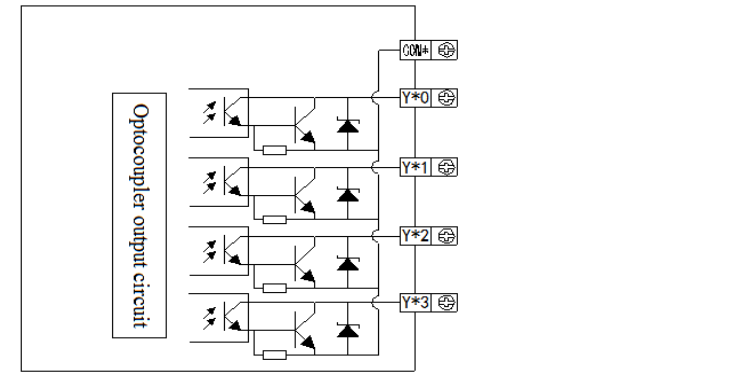 COM*
Y*0
Y*1
Y*2
Y*3
Optocoupler output circuit